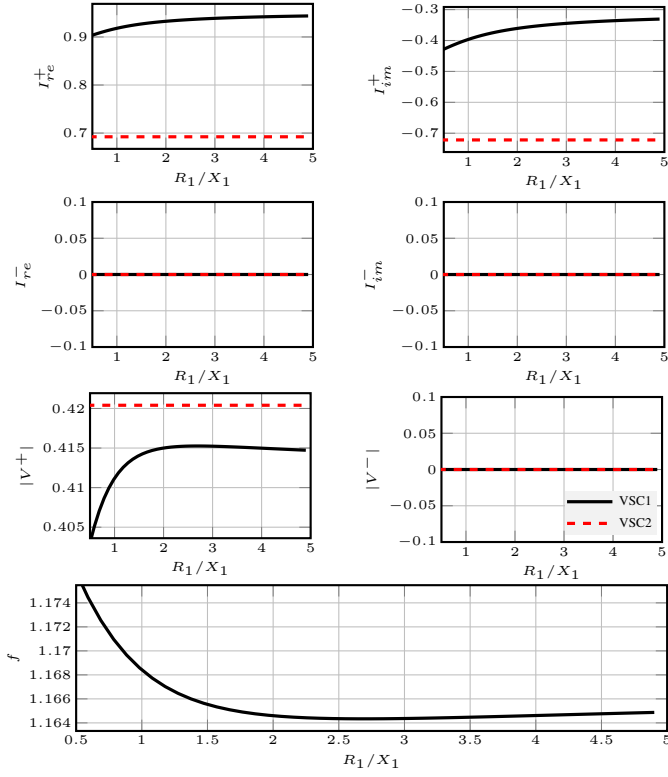 0.9
0.8
0.7
I⁺re
1 2 3 4 5
R₁/X₁
−0.3
−0.4
−0.5
−0.6
−0.7
I⁺im
1 2 3 4 5
R₁/X₁
0.1
0.05
0
−0.05
−0.1
I⁻re
1 2 3 4 5
R₁/X₁
0.1
0.05
0
−0.05
−0.1
I⁻im
1 2 3 4 5
R₁/X₁
0.42
0.415
0.41
0.405
|V⁺|
1 2 3 4 5
R₁/X₁
0.1
0.05
0
−0.05
−0.1
|V⁻|
VSC1
VSC2
1 2 3 4 5
R₁/X₁
1.174
1.172
1.17
1.168
1.166
1.164
f
0.5 1 1.5 2 2.5 3 3.5 4 4.5 5
R₁/X₁